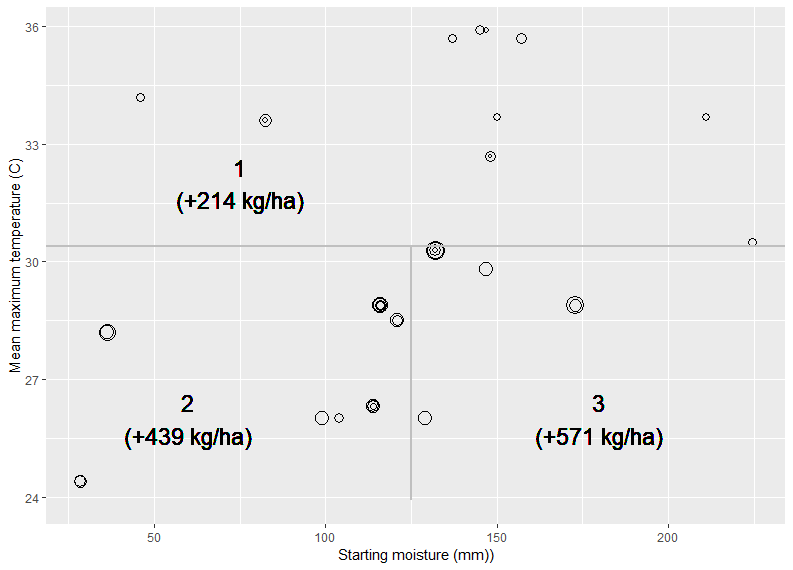 36
33
30
27
24
Mean maximum temperature (C)
1
(+214 kg/ha)
2
(+439 kg/ha)
3
(+571 kg/ha)
50
100
150
200
Starting moisture (mm))